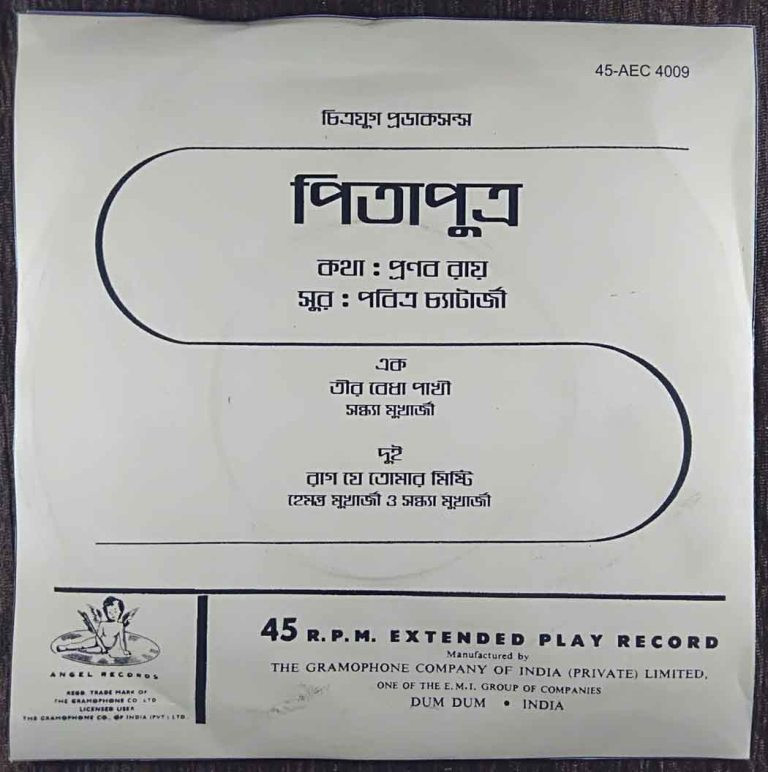 45-AEC 4009
চিত্রযুগ প্রডাকসন্স
পিতাপুত্র
কথা : প্রণব রায়
সুর : পবিত্র চ্যাটার্জী
এক
তীর বেধা পাখী
সন্ধ্যা মুখার্জী
দুই
রাগ যে তোমার মিষ্টি
হেমন্ত মুখার্জী ও সন্ধ্যা মুখার্জী
ANGEL RECORDS
REGD. TRADE MARK OF
THE GRAMOPHONE CO. LTD
LICENSED USER
THE GRAMOPHONE CO., OF INDIA (PVT) LTD.
45 R.P.M. EXTENDED PLAY RECORD
Manufactured by
THE GRAMOPHONE COMPANY OF INDIA (PRIVATE) LIMITED,
ONE OF THE E.M.I. GROUP OF COMPANIES
DUM DUM • INDIA